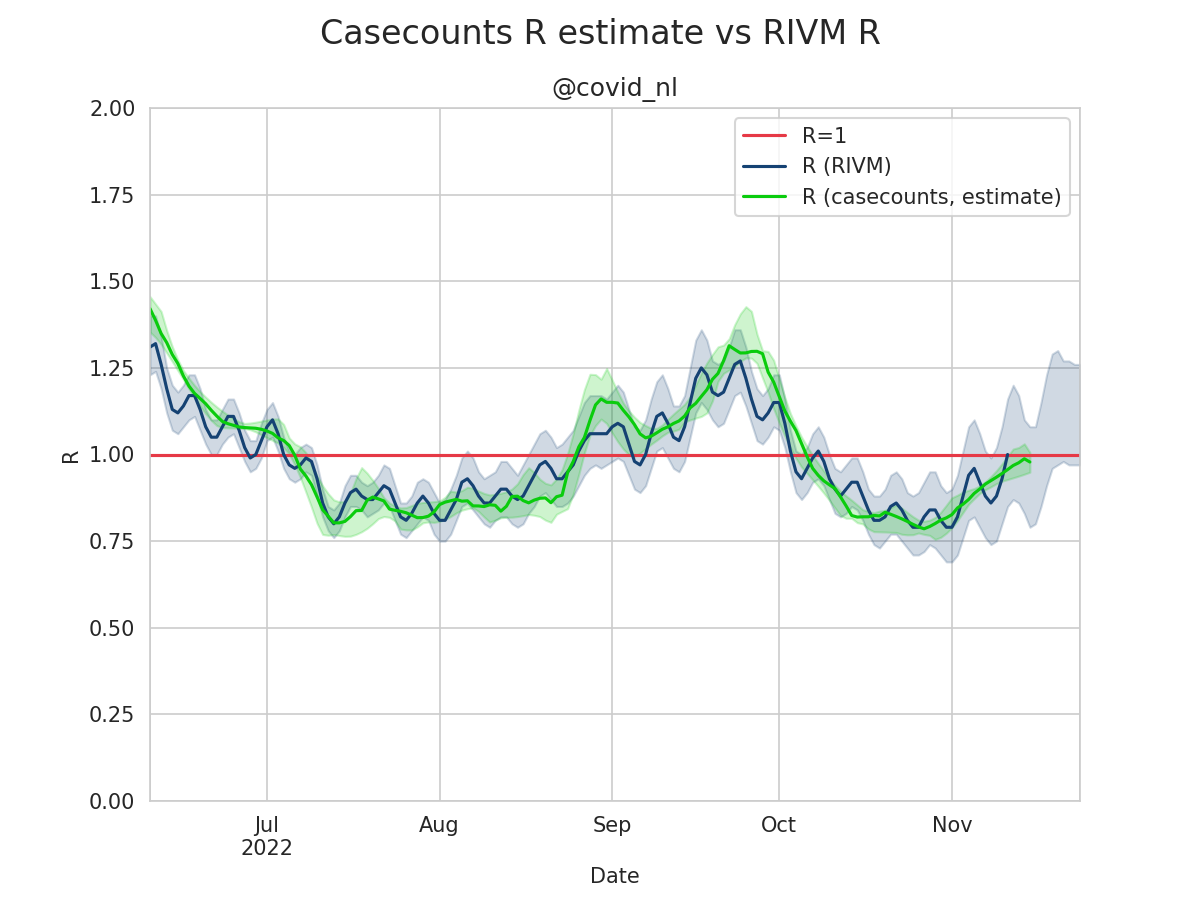 Casecounts R estimate vs RIVM R
@covid_nl
2.00
1.75
1.50
1.25
1.00
0.75
0.50
0.25
0.00
R
R=1
R (RIVM)
R (casecounts, estimate)
Jul
2022
Aug
Sep
Oct
Nov
Date